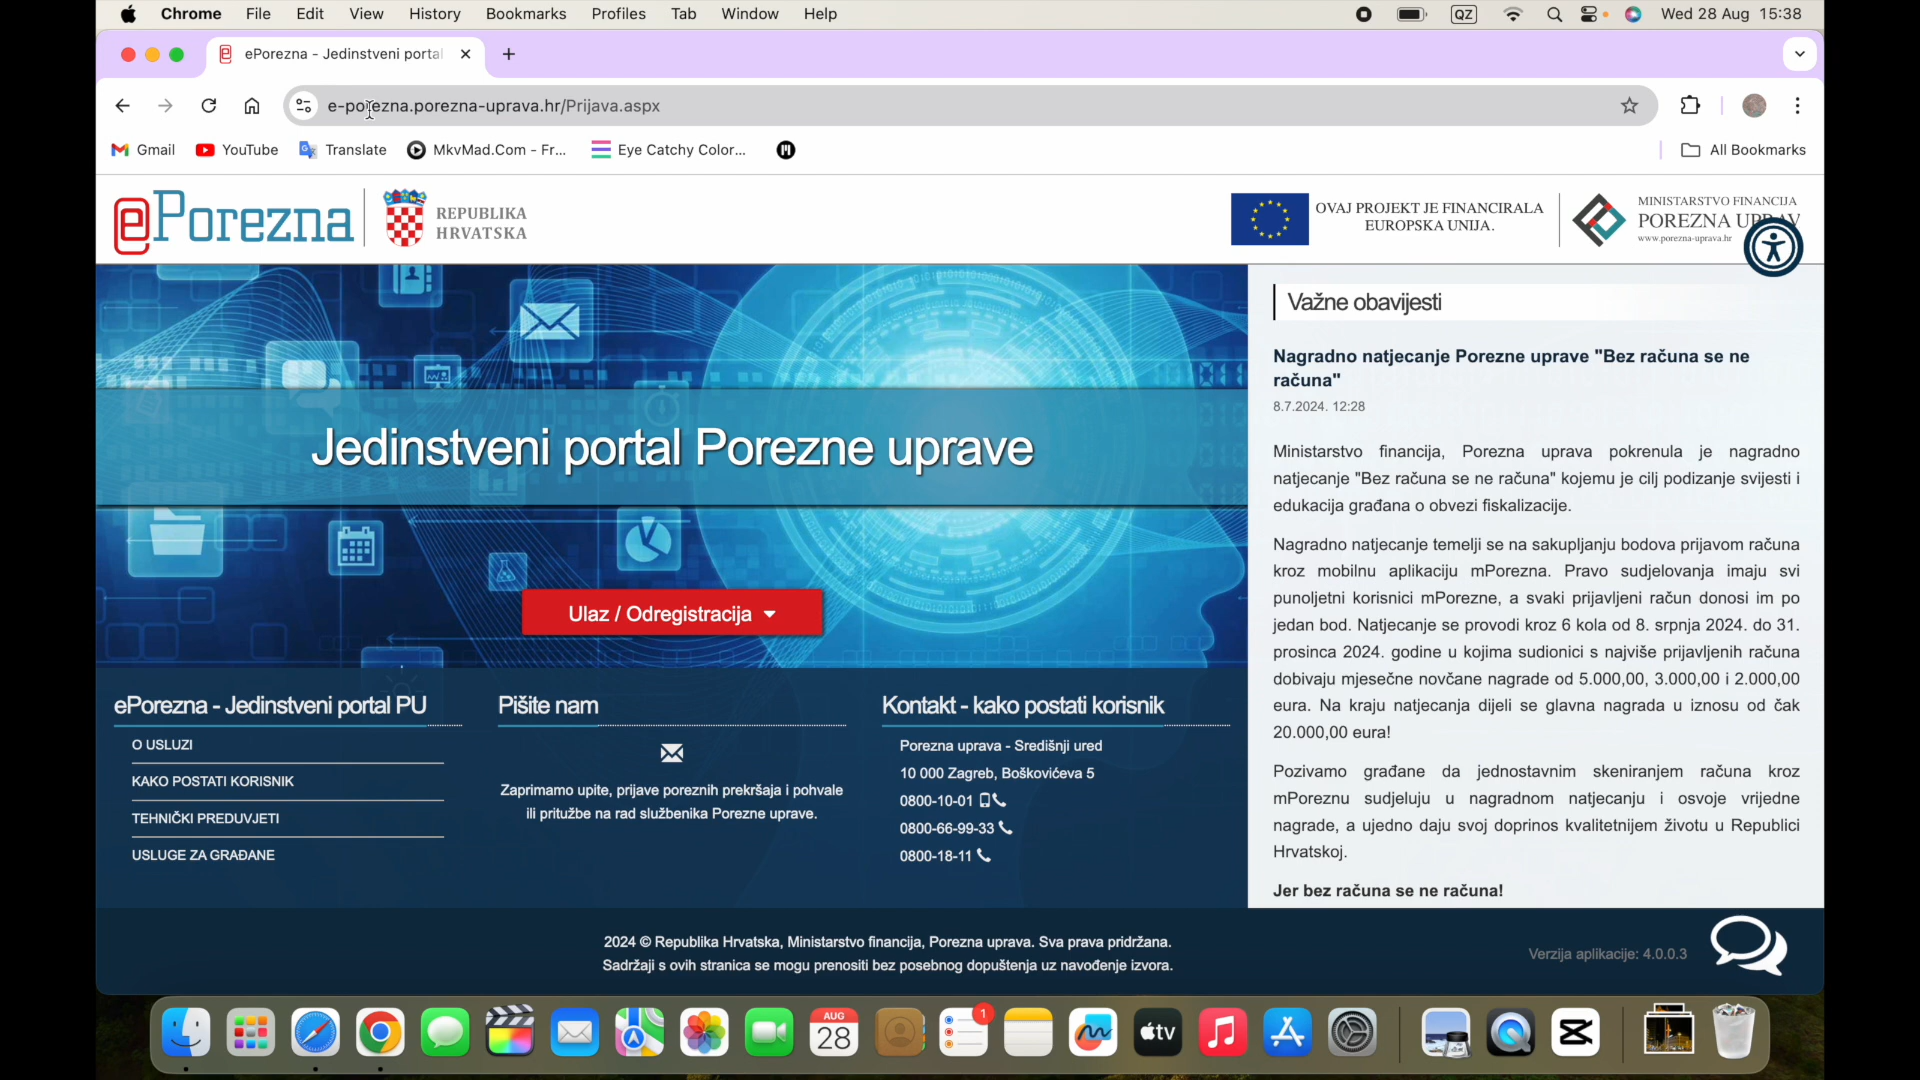 Chrome File Edit View History Bookmarks Profiles Tab Window Help QZ Wed 28 Aug 15:38
ePorezna - Jedinstveni portal
e-porezna.porezna-uprava.hr/Prijava.aspx
Gmail YouTube Translate MkvMad.Com - Fr... Eye Catchy Color... All Bookmarks
ePorezna
REPUBLIKA
HRVATSKA
OVAJ PROJEKT JE FINANCIRALA
EUROPSKA UNIJA.
MINISTARSTVO FINANCIJA
POREZNA
www.porezna-uprava.hr
Jedinstveni portal Porezne uprave
Ulaz / Odregistracija
ePorezna - Jedinstveni portal PU
O USLUZI
KAKO POSTATI KORISNIK
TEHNIČKI PREDUVJETI
USLUGE ZA GRAĐANE
Pišite nam
Zaprimamo upite, prijave poreznih prekršaja i pohvale
ili pritužbe na rad službenika Porezne uprave.
Kontakt - kako postati korisnik
Porezna uprava - Središnji ured
10 000 Zagreb, Boškovićeva 5
0800-10-01
0800-66-99-33
0800-18-11
Važne obavijesti
Nagradno natjecanje Porezne uprave "Bez računa se ne
računa"
8.7.2024. 12:28
Ministarstvo financija, Porezna uprava pokrenula je nagradno
natjecanje "Bez računa se ne računa" kojemu je cilj podizanje svijesti i
edukacija građana o obvezi fiskalizacije.
Nagradno natjecanje temelji se na sakupljanju bodova prijavom računa
kroz mobilnu aplikaciju mPorezna. Pravo sudjelovanja imaju svi
punoljetni korisnici mPorezne, a svaki prijavljeni račun donosi im po
jedan bod. Natjecanje se provodi kroz 6 kola od 8. srpnja 2024. do 31.
prosinca 2024. godine u kojima sudionici s najviše prijavljenih računa
dobivaju mjesečne novčane nagrade od 5.000,00, 3.000,00 i 2.000,00
eura. Na kraju natjecanja dijeli se glavna nagrada u iznosu od čak
20.000,00 eura!
Pozivamo građane da jednostavnim skeniranjem računa kroz
mPoreznu sudjeluju u nagradnom natjecanju i osvoje vrijedne
nagrade, a ujedno daju svoj doprinos kvalitetnijem životu u Republici
Hrvatskoj.
Jer bez računa se ne računa!
2024 © Republika Hrvatska, Ministarstvo financija, Porezna uprava. Sva prava pridržana.
Sadržaji s ovih stranica se mogu prenositi bez posebnog dopuštenja uz navođenje izvora.
Verzija aplikacije: 4.0.0.3
AUG
28
1
tv